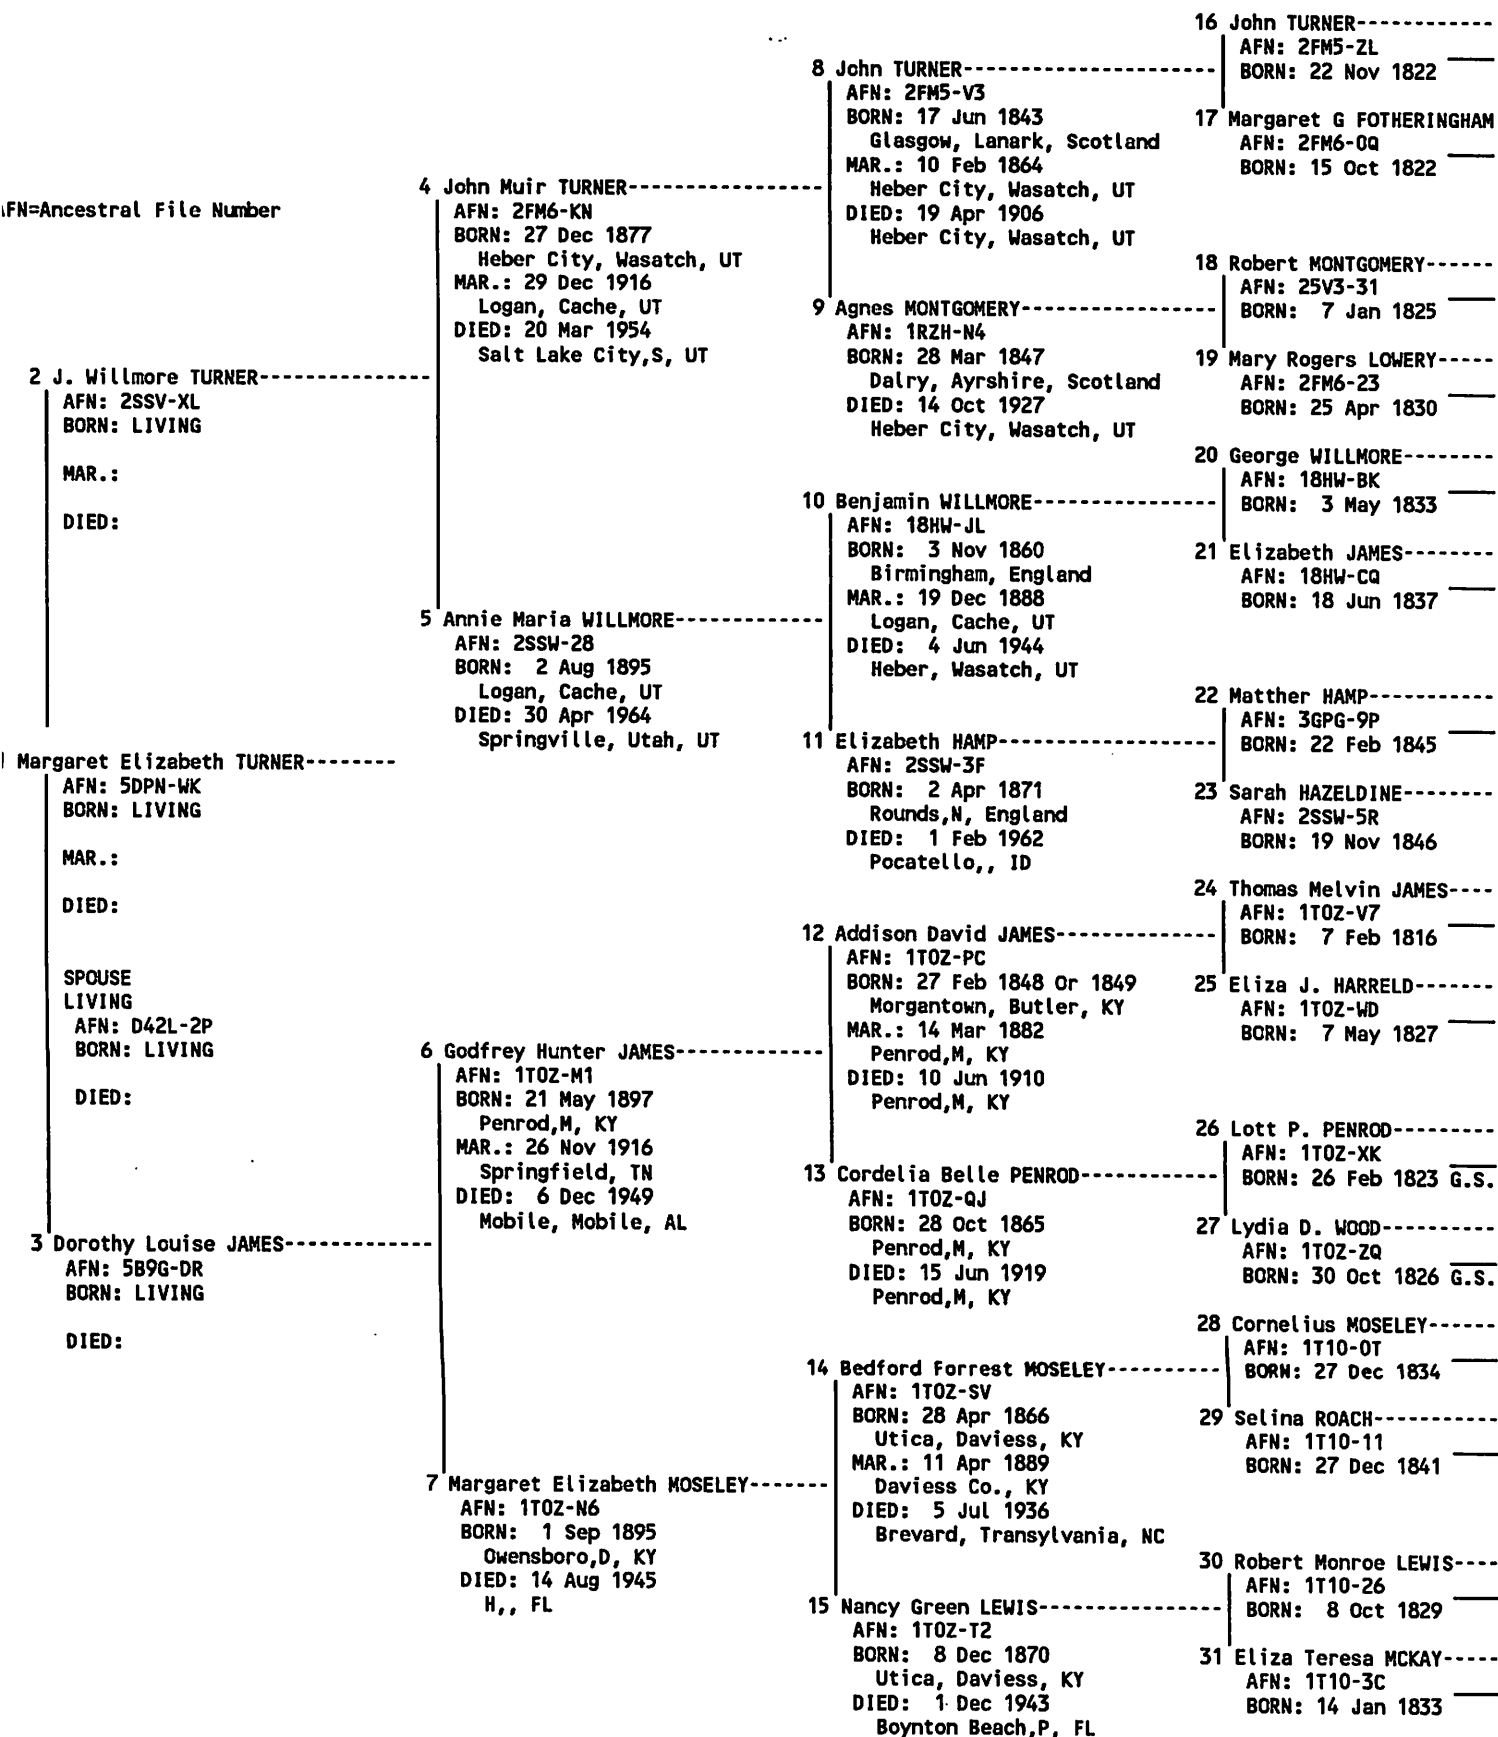 AFN=Ancestral File Number
2 J. Willmore TURNER---------------
AFN: 2SSV-XL
BORN: LIVING
MAR.:
DIED:
Margaret Elizabeth TURNER--------
AFN: 5DPN-WK
BORN: LIVING
MAR.:
DIED:
SPOUSE
LIVING
AFN: D42L-2P
BORN: LIVING
DIED:
3 Dorothy Louise JAMES-------------
AFN: 5B9G-DR
BORN: LIVING
DIED:
4 John Muir TURNER----------------
AFN: 2FM6-KN
BORN: 27 Dec 1877
Heber City, Wasatch, UT
MAR.: 29 Dec 1916
Logan, Cache, UT
DIED: 20 Mar 1954
Salt Lake City,S, UT
5 Annie Maria WILLMORE-------------
AFN: 2SSW-28
BORN: 2 Aug 1895
Logan, Cache, UT
DIED: 30 Apr 1964
Springville, Utah, UT
6 Godfrey Hunter JAMES-------------
AFN: 1TOZ-M1
BORN: 21 May 1897
Penrod,M, KY
MAR.: 26 Nov 1916
Springfield, TN
DIED: 6 Dec 1949
Mobile, Mobile, AL
7 Margaret Elizabeth MOSELEY-------
AFN: 1TOZ-N6
BORN: 1 Sep 1895
Owensboro,D, KY
DIED: 14 Aug 1945
H,, FL
8 John TURNER---------------------
AFN: 2FM5-V3
BORN: 17 Jun 1843
Glasgow, Lanark, Scotland
MAR.: 10 Feb 1864
Heber City, Wasatch, UT
DIED: 19 Apr 1906
Heber City, Wasatch, UT
9 Agnes MONTGOMERY----------------
AFN: 1RZH-N4
BORN: 28 Mar 1847
Dalry, Ayrshire, Scotland
DIED: 14 Oct 1927
Heber City, Wasatch, UT
10 Benjamin WILLMORE---------------
AFN: 18HW-JL
BORN: 3 Nov 1860
Birmingham, England
MAR.: 19 Dec 1888
Logan, Cache, UT
DIED: 4 Jun 1944
Heber, Wasatch, UT
11 Elizabeth HAMP------------------
AFN: 2SSW-3F
BORN: 2 Apr 1871
Rounds,N, England
DIED: 1 Feb 1962
Pocatello,, ID
12 Addison David JAMES-------------
AFN: 1TOZ-PC
BORN: 27 Feb 1848 Or 1849
Morgantown, Butler, KY
MAR.: 14 Mar 1882
Penrod,M, KY
DIED: 10 Jun 1910
Penrod,M, KY
13 Cordelia Belle PENROD-----------
AFN: 1TOZ-QJ
BORN: 28 Oct 1865
Penrod,M, KY
DIED: 15 Jun 1919
Penrod,M, KY
14 Bedford Forrest MOSELEY---------
AFN: 1TOZ-SV
BORN: 28 Apr 1866
Utica, Daviess, KY
MAR.: 11 Apr 1889
Daviess Co., KY
DIED: 5 Jul 1936
Brevard, Transylvania, NC
15 Nancy Green LEWIS---------------
AFN: 1TOZ-T2
BORN: 8 Dec 1870
Utica, Daviess, KY
DIED: 1 Dec 1943
Boynton Beach,P, FL
16 John TURNER------------
AFN: 2FM5-ZL
BORN: 22 Nov 1822
17 Margaret G FOTHERINGHAM
AFN: 2FM6-0Q
BORN: 15 Oct 1822
18 Robert MONTGOMERY------
AFN: 25V3-31
BORN: 7 Jan 1825
19 Mary Rogers LOWERY-----
AFN: 2FM6-23
BORN: 25 Apr 1830
20 George WILLMORE--------
AFN: 18HW-BK
BORN: 3 May 1833
21 Elizabeth JAMES--------
AFN: 18HW-CQ
BORN: 18 Jun 1837
22 Matther HAMP-----------
AFN: 3GPG-9P
BORN: 22 Feb 1845
23 Sarah HAZELDINE--------
AFN: 2SSW-5R
BORN: 19 Nov 1846
24 Thomas Melvin JAMES----
AFN: 1TOZ-V7
BORN: 7 Feb 1816
25 Eliza J. HARRELD-------
AFN: 1TOZ-WD
BORN: 7 May 1827
26 Lott P. PENROD---------
AFN: 1TOZ-XK
BORN: 26 Feb 1823 G.S.
27 Lydia D. WOOD----------
AFN: 1TOZ-ZQ
BORN: 30 Oct 1826 G.S.
28 Cornelius MOSELEY------
AFN: 1T10-0T
BORN: 27 Dec 1834
29 Selina ROACH-----------
AFN: 1T10-11
BORN: 27 Dec 1841
30 Robert Monroe LEWIS----
AFN: 1T10-26
BORN: 8 Oct 1829
31 Eliza Teresa MCKAY-----
AFN: 1T10-3C
BORN: 14 Jan 1833